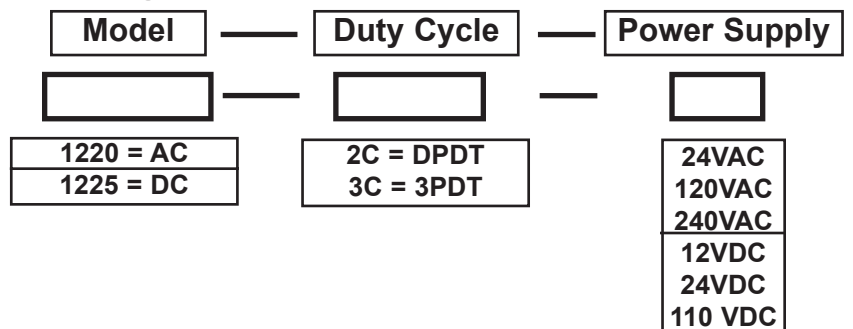 Model — Duty Cycle — Power Supply
1220 = AC
1225 = DC
2C = DPDT
3C = 3PDT
24VAC
120VAC
240VAC
12VDC
24VDC
110 VDC